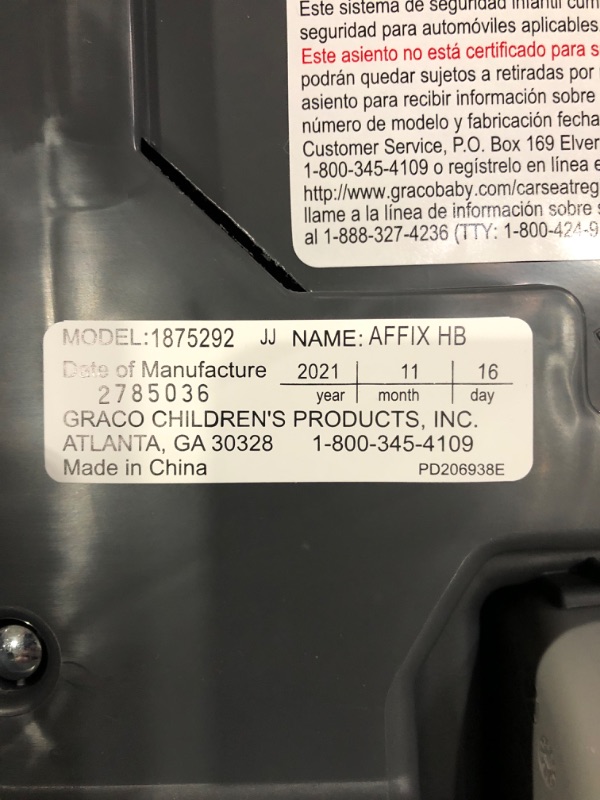 Este sistema de seguridad infantil cum
seguridad para automóviles aplicables
Este asiento no está certificado para s
podrán quedar sujetos a retiradas por
asiento para recibir información sobre
número de modelo y fabricación fecha
Customer Service, P.O. Box 169 Elver
1-800-345-4109 o regístrelo en línea e
http://www.gracobaby.com/carseatreg
llame a la línea de información sobre s
al 1-888-327-4236 (TTY: 1-800-424-9
MODEL:1875292 JJ NAME: AFFIX HB
Date of Manufacture 2021 11 16
2785036 year month day
GRACO CHILDREN'S PRODUCTS, INC.
ATLANTA, GA 30328 1-800-345-4109
Made in China PD206938E